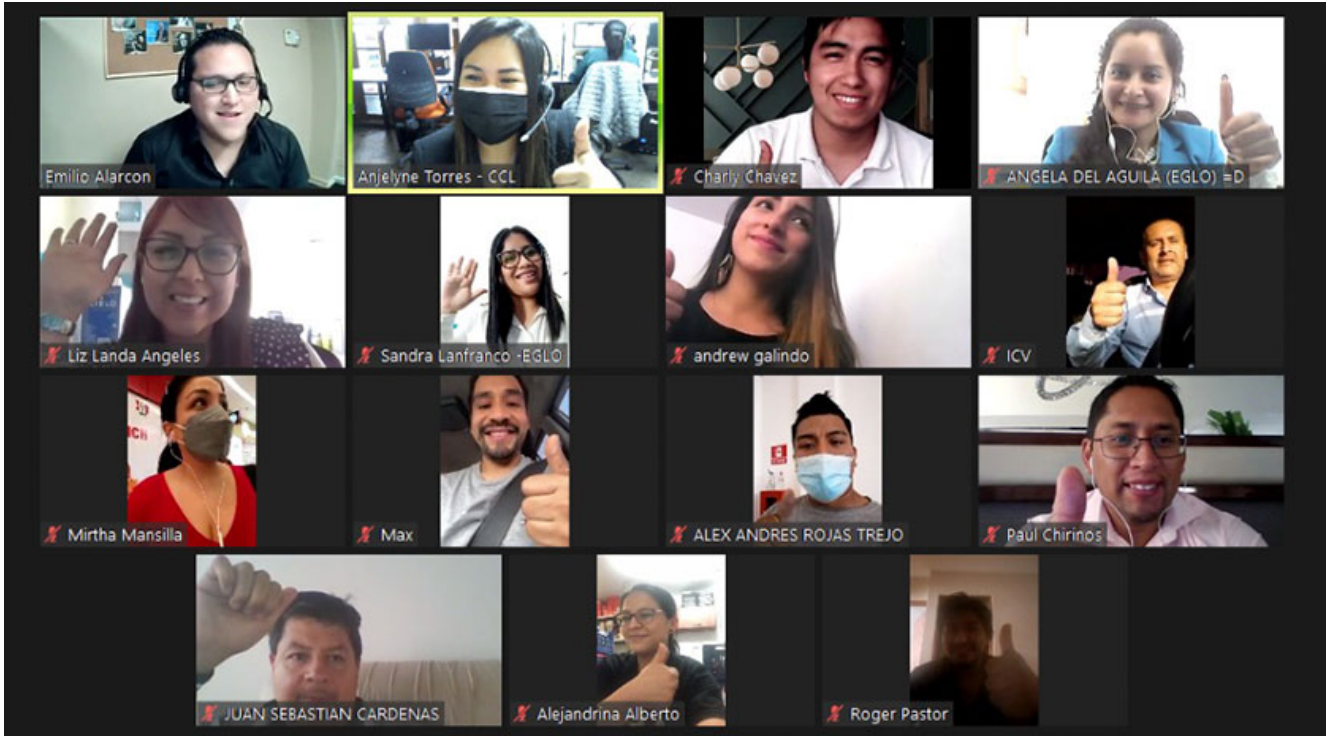 Emilio Alarcon
Anjelyne Torres - CCL
Charly Chavez
ANGELA DEL AGUILA (EGLO) =D
Liz Landa Angeles
Sandra Lanfranco -EGLO
andrew galindo
ICV
Mirtha Mansilla
Max
ALEX ANDRES ROJAS TREJO
Paul Chirinos
JUAN SEBASTIAN CARDENAS
Alejandrina Alberto
Roger Pastor